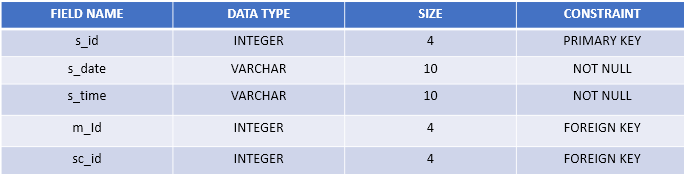 FIELD NAME DATA TYPE SIZE CONSTRAINT
s_id INTEGER 4 PRIMARY KEY
s_date VARCHAR 10 NOT NULL
s_time VARCHAR 10 NOT NULL
m_Id INTEGER 4 FOREIGN KEY
sc_id INTEGER 4 FOREIGN KEY